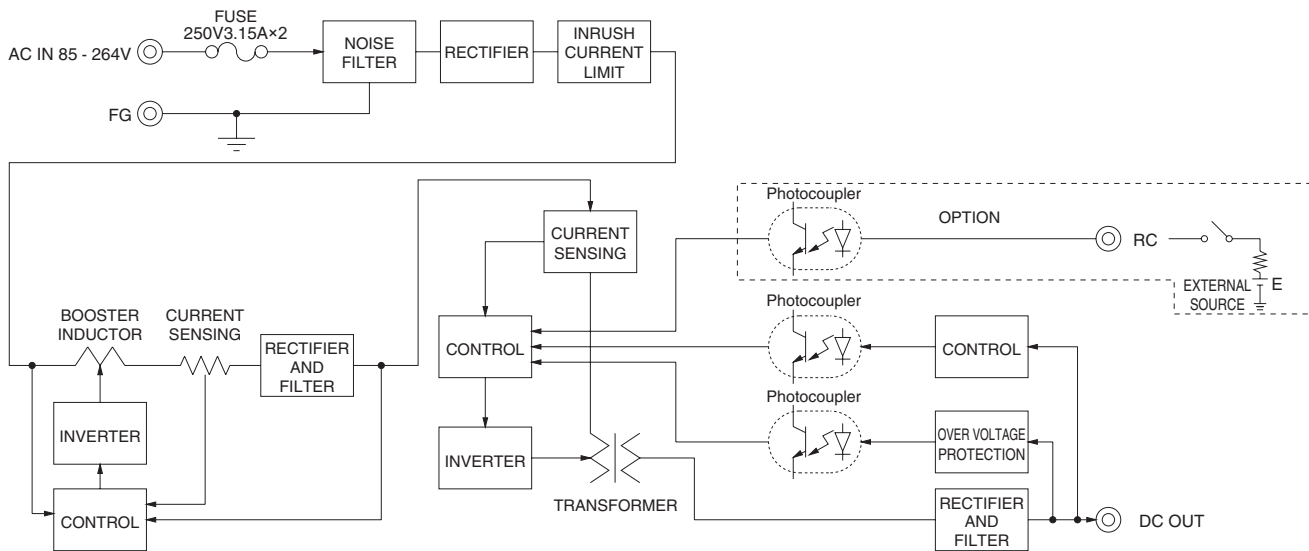 FUSE
250V3.15A×2
AC IN 85 - 264V
NOISE
FILTER
RECTIFIER
INRUSH
CURRENT
LIMIT
FG
Photocoupler
OPTION
RC
EXTERNAL
SOURCE
E
CURRENT
SENSING
BOOSTER
INDUCTOR
CURRENT
SENSING
RECTIFIER
AND
FILTER
CONTROL
Photocoupler
CONTROL
Photocoupler
INVERTER
INVERTER
OVER VOLTAGE
PROTECTION
TRANSFORMER
CONTROL
RECTIFIER
AND
FILTER
DC OUT